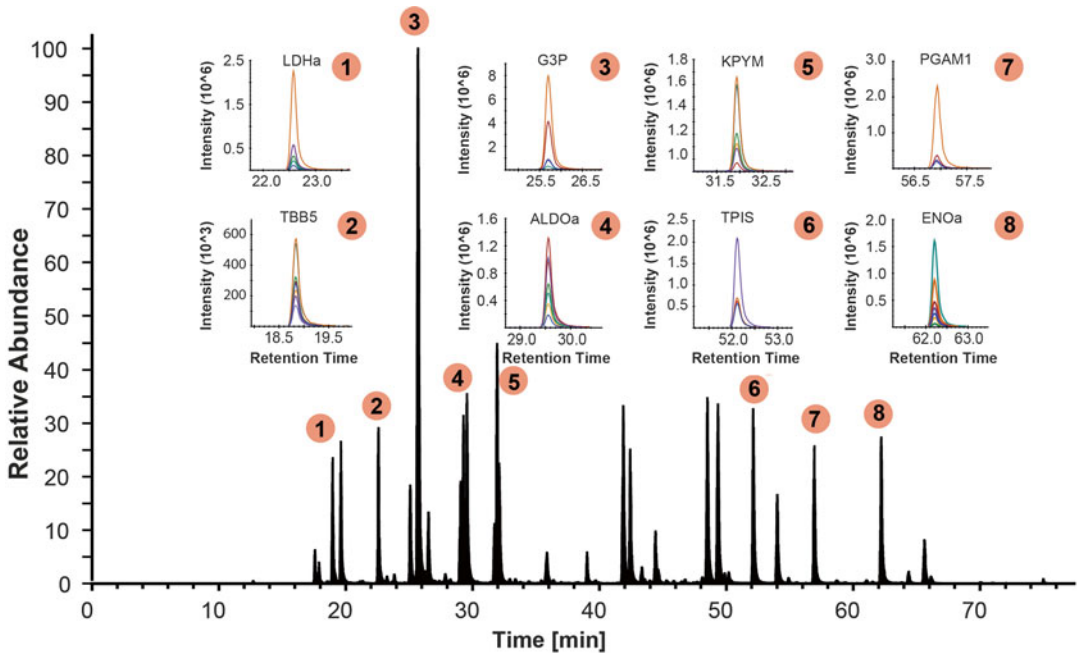 Relative Abundance
100
90
80
70
65
60
55
50
45
40
35
30
25
20
15
10
5
0
0 10 20 30 40 50 60 70
Time [min]
1
2
3
4
5
6
7
8
LDHa 1
Intensity (10^6)
2.5
1.5
0.5
22.0 23.0
G3P 3
Intensity (10^6)
8
6
4
2
25.5 26.5
KPYM 5
Intensity (10^6)
1.8
1.6
1.4
1.2
1.0
31.5 32.5
PGAM1 7
Intensity (10^6)
3.0
2.0
1.0
56.5 57.5
TBB5 2
Intensity (10^3)
600
400
200
18.5 19.5
Retention Time
ALDOa 4
Intensity (10^6)
1.6
1.2
0.8
0.4
29.0 30.0
Retention Time
TPIS 6
Intensity (10^6)
2.5
2.0
1.5
1.0
0.5
52.0 53.0
Retention Time
ENOa 8
Intensity (10^6)
2.0
1.5
1.0
0.5
62.0 63.0
Retention Time